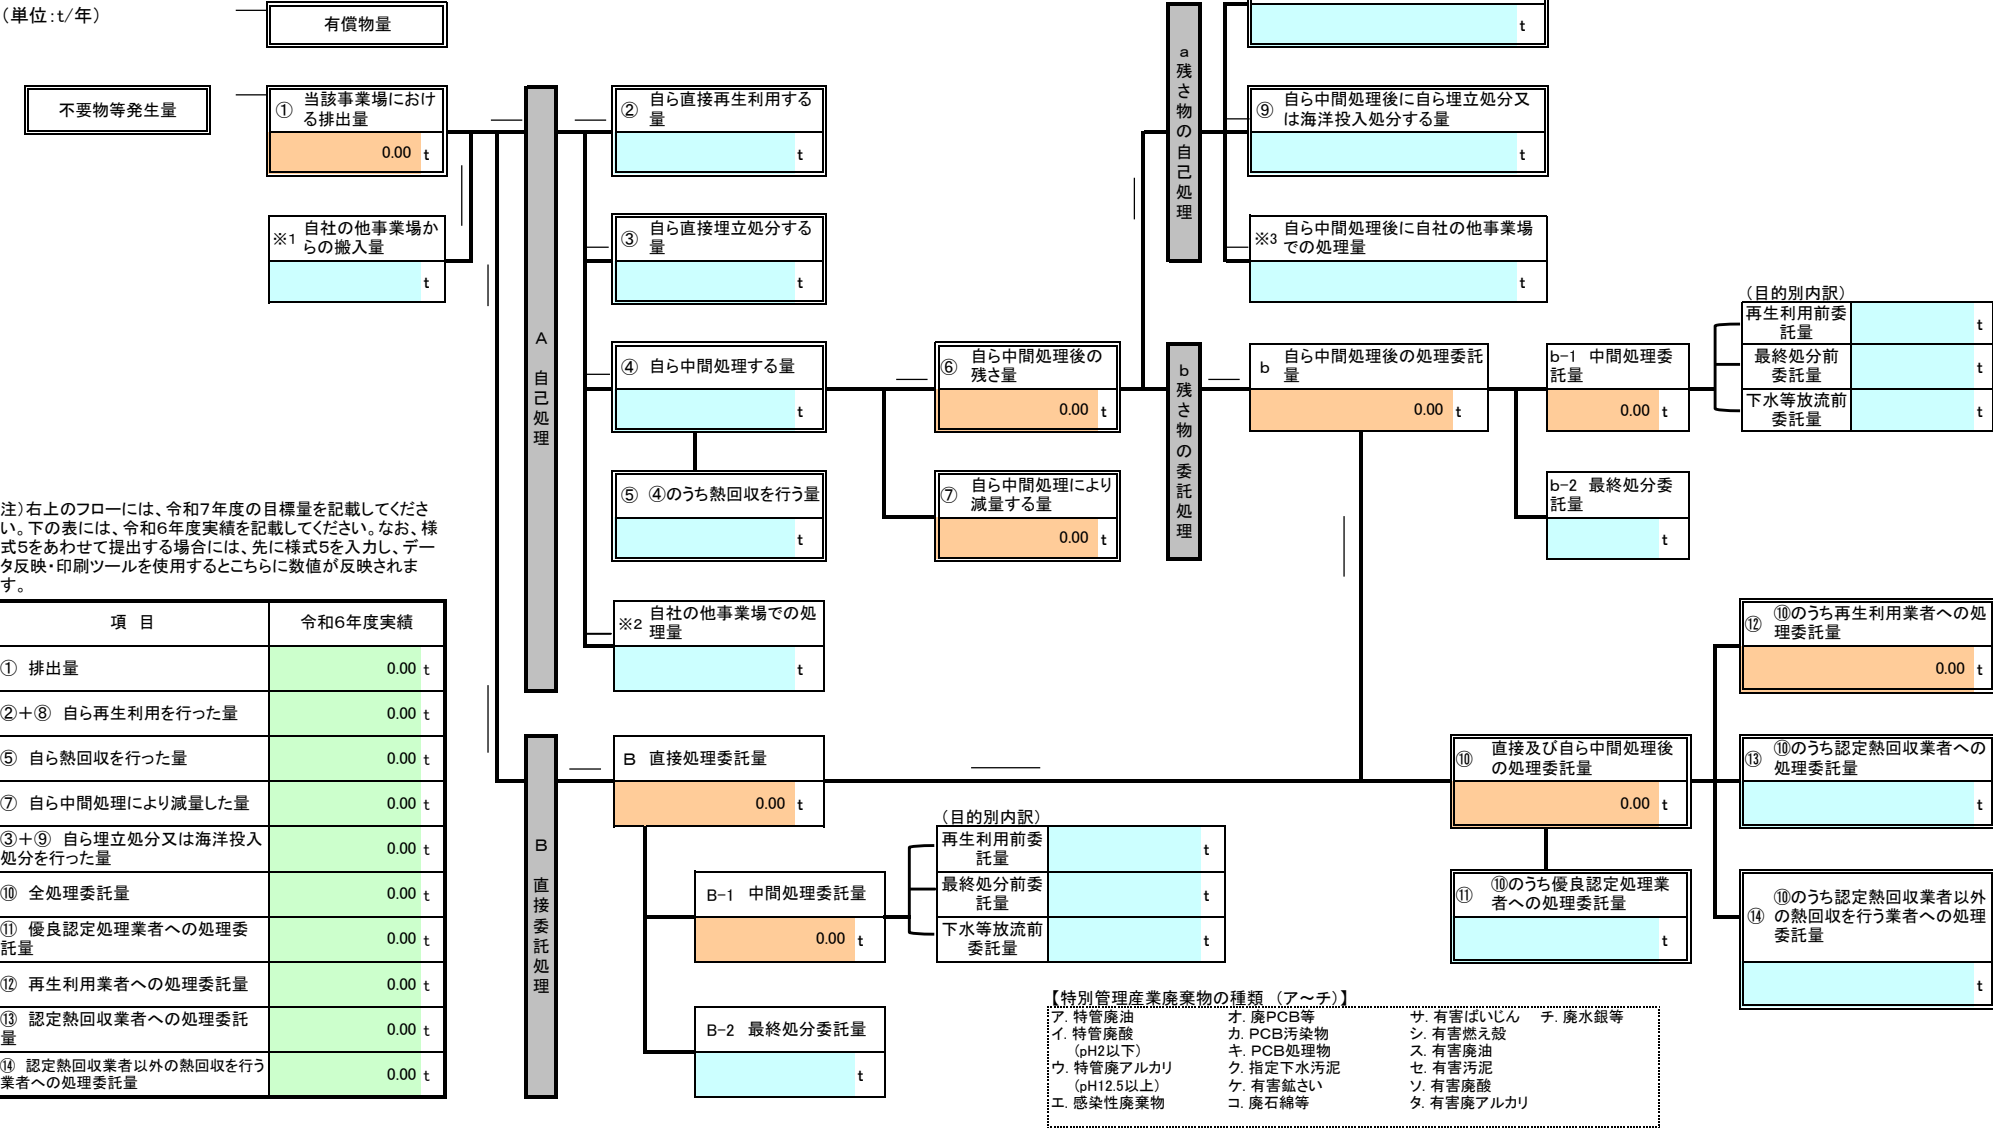 （単位：t/年）
有償物量
不要物等発生量
① 当該事業場におけ
る排出量
0.00 t
※1 自社の他事業場か
らの搬入量
t
A 自己処理
② 自ら直接再生利用する
量
t
③ 自ら直接埋立処分する
量
t
④ 自ら中間処理する量
t
⑤ ④のうち熱回収を行う量
t
※2 自社の他事業場での処
理量
t
⑥ 自ら中間処理後の
残さ量
0.00 t
⑦ 自ら中間処理により
減量する量
0.00 t
a 残さ物の自己処理
t
⑨ 自ら中間処理後に自ら埋立処分又
は海洋投入処分する量
t
※3 自ら中間処理後に自社の他事業場
での処理量
t
b 残さ物の委託処理
b 自ら中間処理後の処理委託
量
0.00 t
b-1 中間処理委
託量
0.00 t
b-2 最終処分委
託量
t
（目的別内訳）
再生利用前委
託量
t
最終処分前
委託量
t
下水等放流前
委託量
t
注）右上のフローには、令和7年度の目標量を記載してくださ
い。下の表には、令和6年度実績を記載してください。なお、様
式5をあわせて提出する場合には、先に様式5を入力し、デー
タ反映・印刷ツールを使用するとこちらに数値が反映されま
す。
項 目 令和6年度実績
① 排出量 0.00 t
②＋⑧ 自ら再生利用を行った量 0.00 t
⑤ 自ら熱回収を行った量 0.00 t
⑦ 自ら中間処理により減量した量 0.00 t
③＋⑨ 自ら埋立処分又は海洋投入
処分を行った量 0.00 t
⑩ 全処理委託量 0.00 t
⑪ 優良認定処理業者への処理委
託量 0.00 t
⑫ 再生利用業者への処理委託量 0.00 t
⑬ 認定熱回収業者への処理委託
量 0.00 t
⑭ 認定熱回収業者以外の熱回収を行う
業者への処理委託量 0.00 t
B 直接委託処理
B 直接処理委託量
0.00 t
B-1 中間処理委託量
0.00 t
B-2 最終処分委託量
t
（目的別内訳）
再生利用前委
託量
t
最終処分前委
託量
t
下水等放流前
委託量
t
⑩ 直接及び自ら中間処理後
の処理委託量
0.00 t
⑪ ⑩のうち優良認定処理業
者への処理委託量
t
⑫ ⑩のうち再生利用業者への処
理委託量
0.00 t
⑬ ⑩のうち認定熱回収業者への
処理委託量
t
⑭ ⑩のうち認定熱回収業者以外
の熱回収を行う業者への処理
委託量
t
【特別管理産業廃棄物の種類 （ア～チ）】
ア. 特管廃油 オ. 廃PCB等 サ. 有害ばいじん チ. 廃水銀等
イ. 特管廃酸 カ. PCB汚染物 シ. 有害燃え殻
（pH2以下） キ. PCB処理物 ス. 有害廃油
ウ. 特管廃アルカリ ク. 指定下水汚泥 セ. 有害汚泥
（pH12.5以上） ケ. 有害鉱さい ソ. 有害廃酸
エ. 感染性廃棄物 コ. 廃石綿等 タ. 有害廃アルカリ